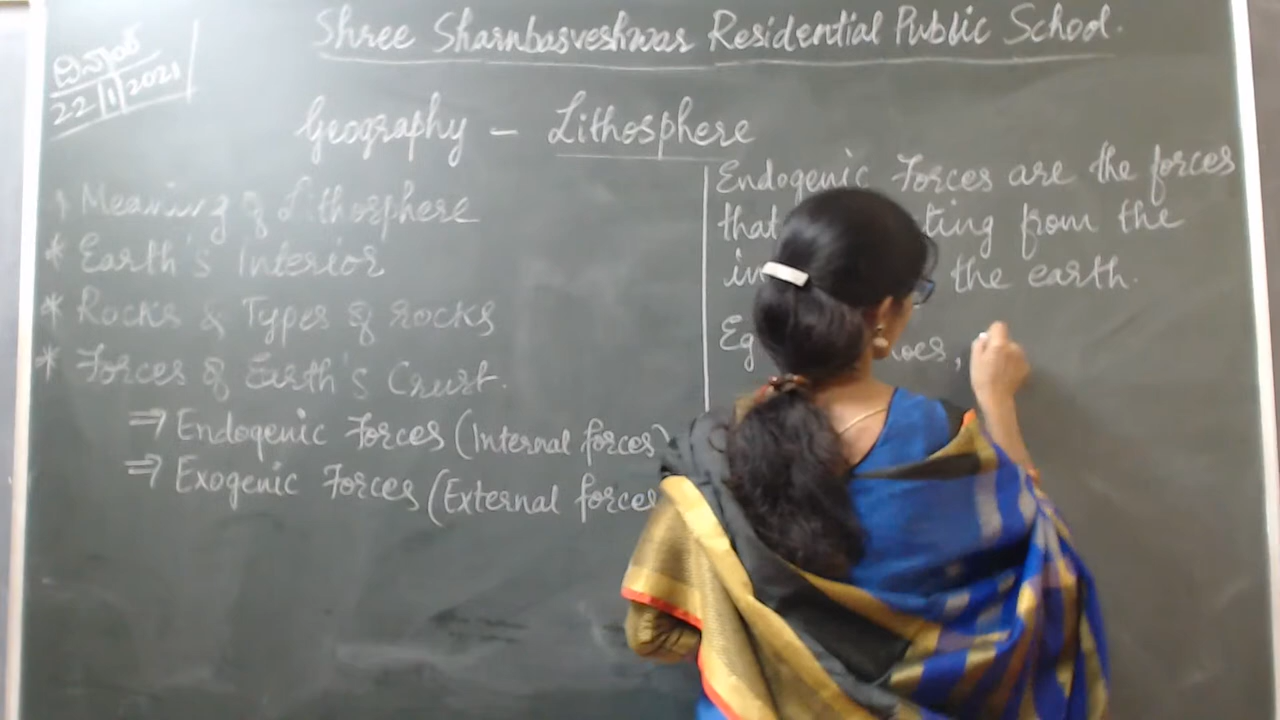 Shree Sharnbasveshwar Residential Public School.
ದಿನಾಂಕ
22/1/2021
Geography - Lithosphere
* Meaning of Lithosphere
* Earth's Interior
* Rocks & Types of rocks
* Forces of Earth's Crust.
⇒ Endogenic Forces (Internal forces)
⇒ Exogenic Forces (External forces
Endogenic Forces are the forces
that ting from the
in the earth.
Eg oes,